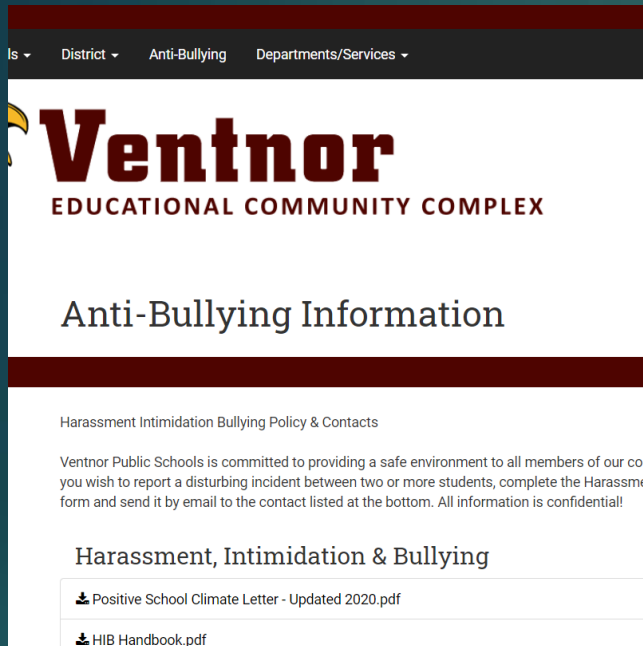 ls
District
Anti-Bullying
Departments/Services
Ventnor
EDUCATIONAL COMMUNITY COMPLEX
Anti-Bullying Information
Harassment Intimidation Bullying Policy & Contacts
Ventnor Public Schools is committed to providing a safe environment to all members of our co
you wish to report a disturbing incident between two or more students, complete the Harassme
form and send it by email to the contact listed at the bottom. All information is confidential!
Harassment, Intimidation & Bullying
Positive School Climate Letter - Updated 2020.pdf
HIB Handbook.pdf